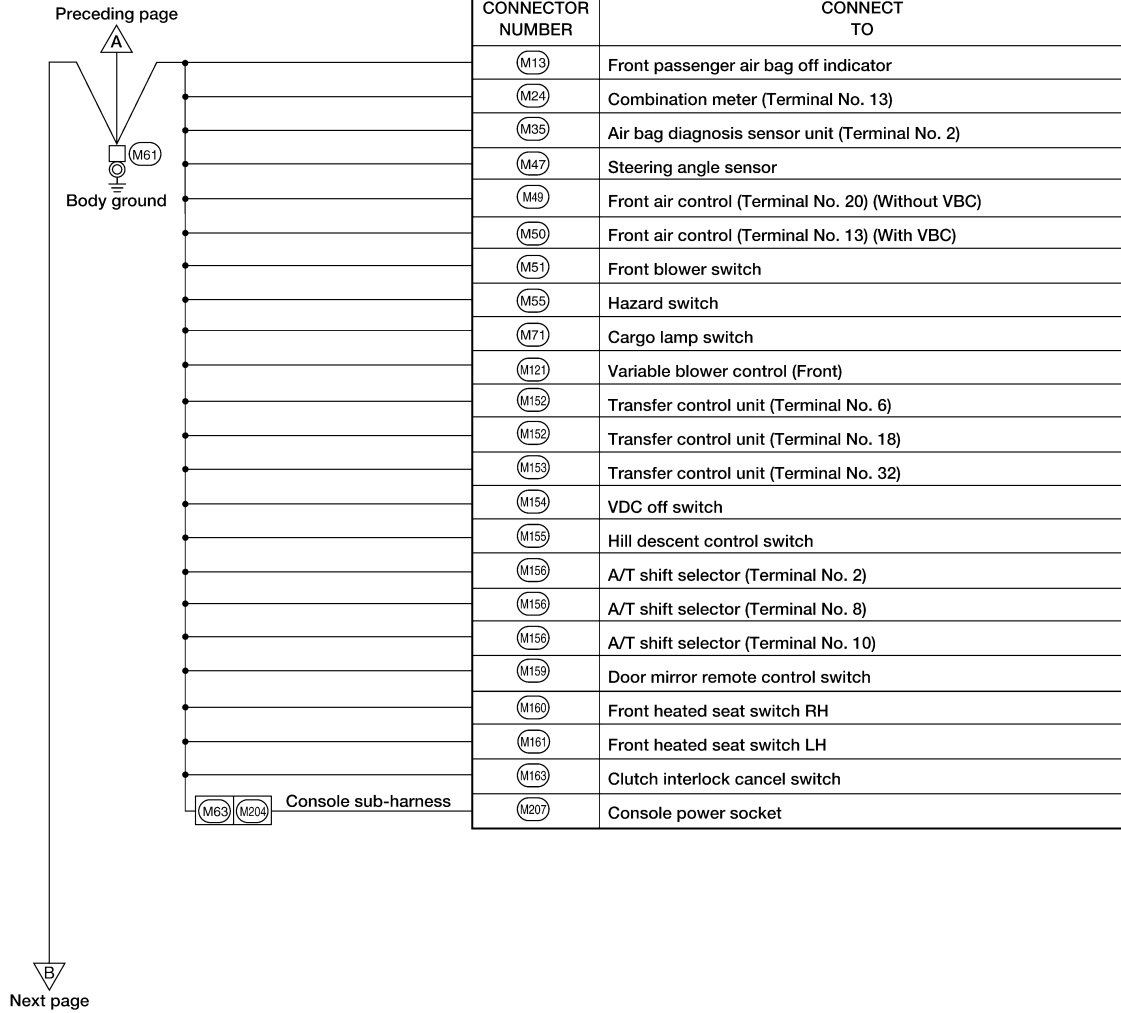 Preceding page
A
M61
Body ground
CONNECTOR NUMBER CONNECT TO
M13 Front passenger air bag off indicator
M24 Combination meter (Terminal No. 13)
M35 Air bag diagnosis sensor unit (Terminal No. 2)
M47 Steering angle sensor
M49 Front air control (Terminal No. 20) (Without VBC)
M50 Front air control (Terminal No. 13) (With VBC)
M51 Front blower switch
M55 Hazard switch
M71 Cargo lamp switch
M121 Variable blower control (Front)
M152 Transfer control unit (Terminal No. 6)
M152 Transfer control unit (Terminal No. 18)
M153 Transfer control unit (Terminal No. 32)
M154 VDC off switch
M155 Hill descent control switch
M156 A/T shift selector (Terminal No. 2)
M156 A/T shift selector (Terminal No. 8)
M156 A/T shift selector (Terminal No. 10)
M159 Door mirror remote control switch
M160 Front heated seat switch RH
M161 Front heated seat switch LH
M163 Clutch interlock cancel switch
M63 M204 Console sub-harness M207 Console power socket
B
Next page